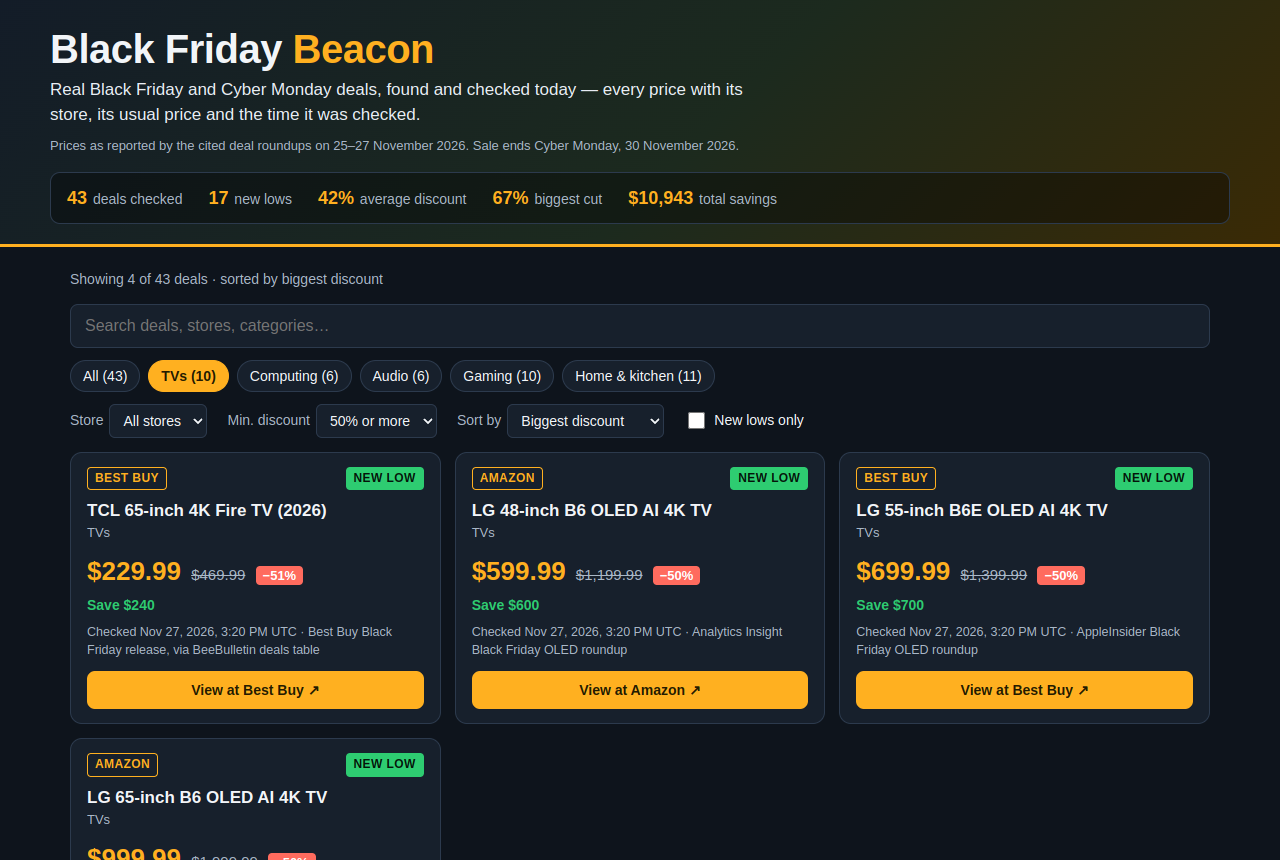 Black Friday Beacon
Real Black Friday and Cyber Monday deals, found and checked today — every price with its
store, its usual price and the time it was checked.
Prices as reported by the cited deal roundups on 25–27 November 2026. Sale ends Cyber Monday, 30 November 2026.
43 deals checked 17 new lows 42% average discount 67% biggest cut $10,943 total savings
Showing 4 of 43 deals · sorted by biggest discount
Search deals, stores, categories…
All (43) TVs (10) Computing (6) Audio (6) Gaming (10) Home & kitchen (11)
Store All stores Min. discount 50% or more Sort by Biggest discount New lows only
BEST BUY NEW LOW
TCL 65-inch 4K Fire TV (2026)
TVs
$229.99 $469.99 −51%
Save $240
Checked Nov 27, 2026, 3:20 PM UTC · Best Buy Black
Friday release, via BeeBulletin deals table
View at Best Buy ↗
AMAZON NEW LOW
LG 48-inch B6 OLED AI 4K TV
TVs
$599.99 $1,199.99 −50%
Save $600
Checked Nov 27, 2026, 3:20 PM UTC · Analytics Insight
Black Friday OLED roundup
View at Amazon ↗
BEST BUY NEW LOW
LG 55-inch B6E OLED AI 4K TV
TVs
$699.99 $1,399.99 −50%
Save $700
Checked Nov 27, 2026, 3:20 PM UTC · AppleInsider Black
Friday OLED roundup
View at Best Buy ↗
AMAZON NEW LOW
LG 65-inch B6 OLED AI 4K TV
TVs
$999.99